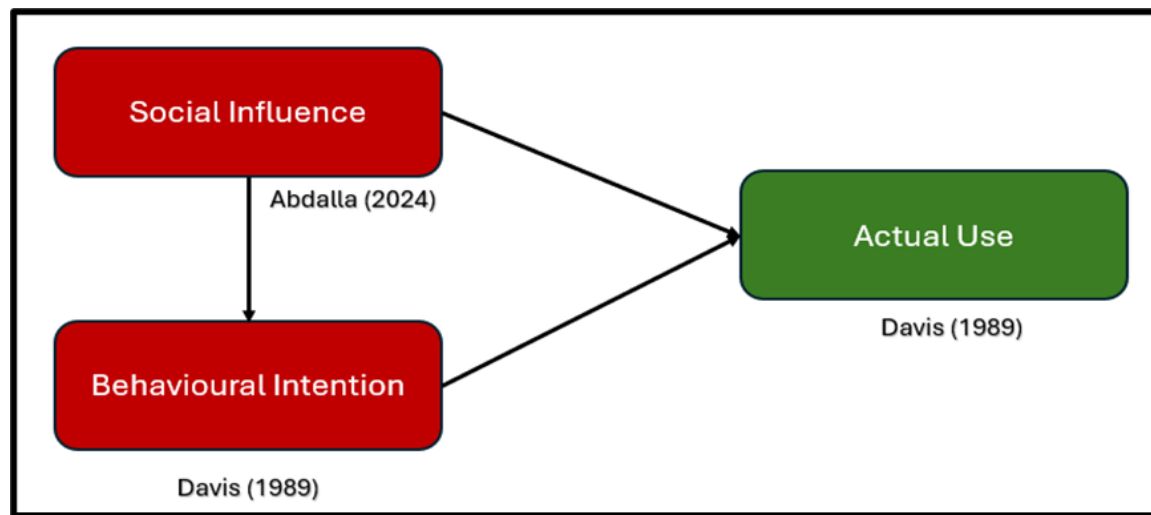 Social Influence
Abdalla (2024)
Actual Use
Davis (1989)
Behavioural Intention
Davis (1989)